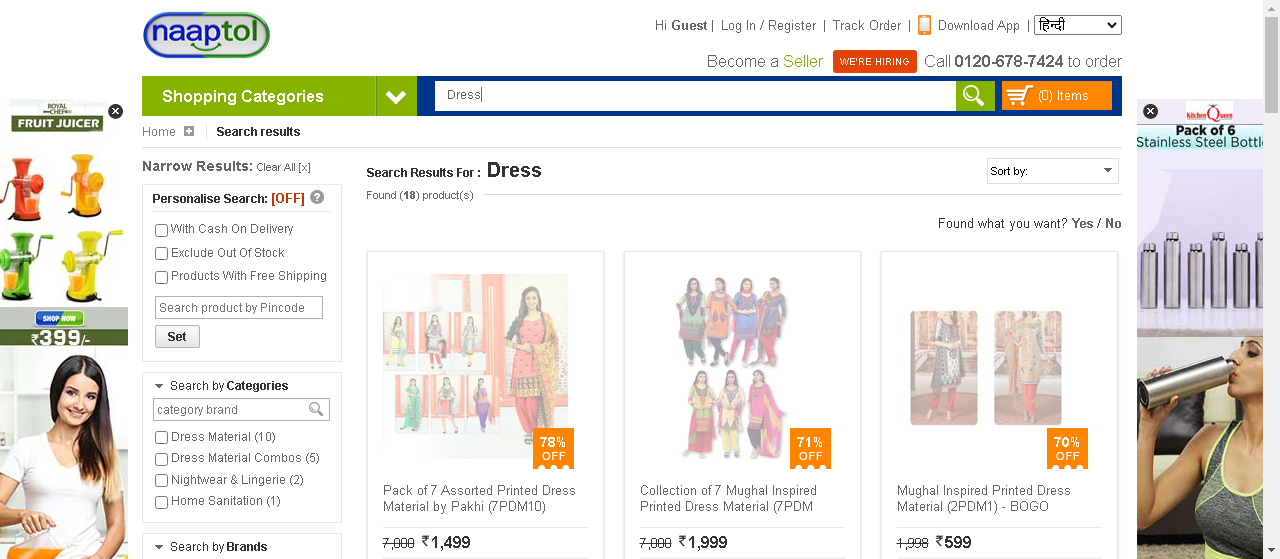 naaptol
Hi Guest | Log In / Register | Track Order | Download App | हिन्दी
Become a Seller WE'RE HIRING Call 0120-678-7424 to order
Shopping Categories
Dress
(0) Items
Home Search results
ROYAL CHEF
FRUIT JUICER
SHOP NOW
₹399/-
Narrow Results: Clear All [x]
Personalise Search: [OFF] ?
With Cash On Delivery
Exclude Out Of Stock
Products With Free Shipping
Search product by Pincode
Set
Search by Categories
category brand
Dress Material (10)
Dress Material Combos (5)
Nightwear & Lingerie (2)
Home Sanitation (1)
Search by Brands
Search Results For : Dress
Sort by:
Found (18) product(s)
Found what you want? Yes / No
78% OFF
Pack of 7 Assorted Printed Dress
Material by Pakhi (7PDM10)
7,000 ₹1,499
71% OFF
Collection of 7 Mughal Inspired
Printed Dress Material (7PDM
7,000 ₹1,999
70% OFF
Mughal Inspired Printed Dress
Material (2PDM1) - BOGO
1,998 ₹599
Kitchen Queen
Pack of 6
Stainless Steel Bottle